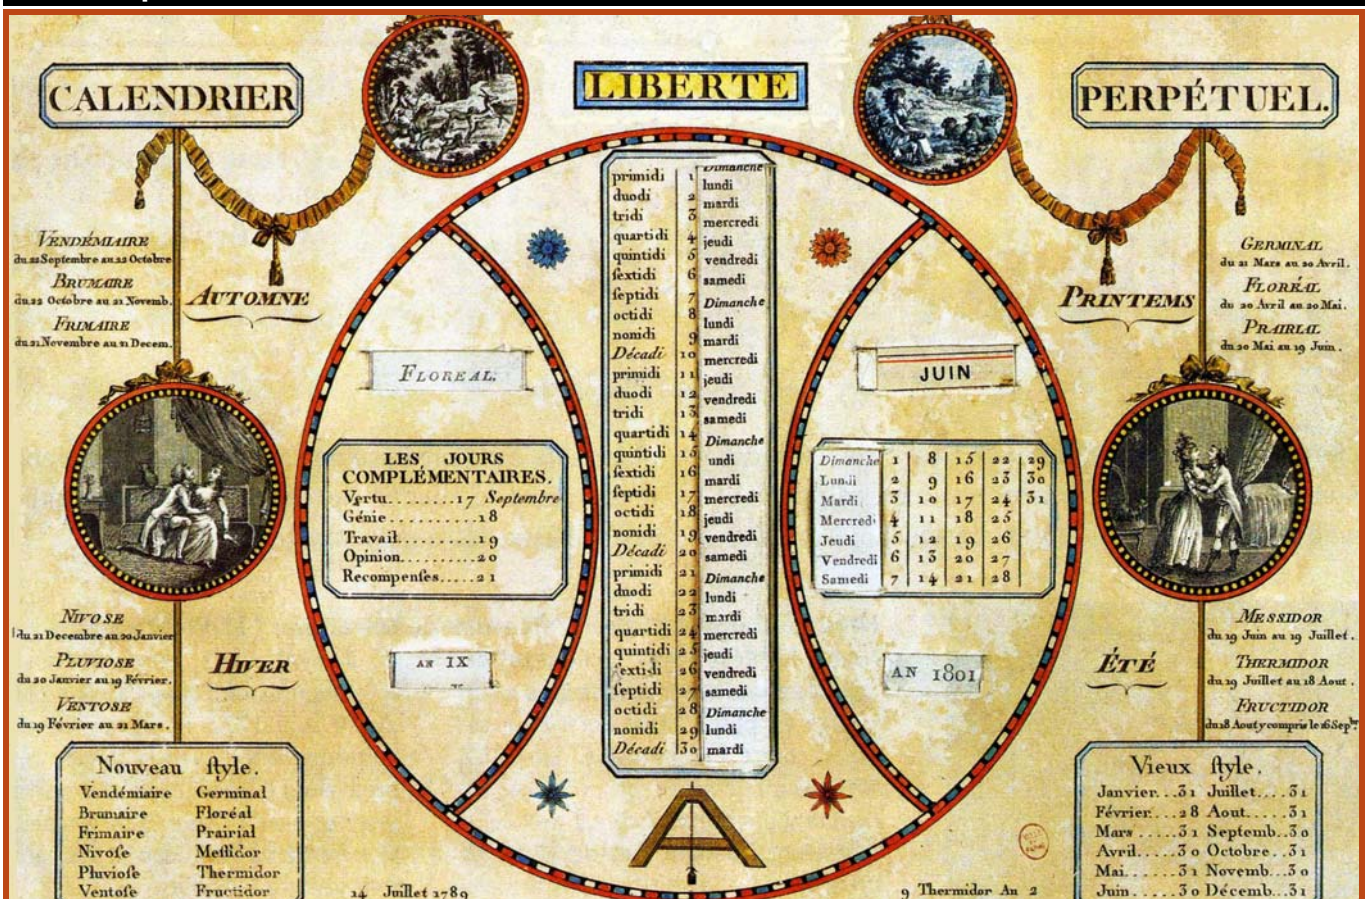 CALENDRIER
LIBERTE
PERPÉTUEL.
VENDÉMIAIRE
du 22 Septembre au 22 Octobre
BRUMAIRE
du 22 Octobre au 21 Novemb.
FRIMAIRE
du 21 Novembre au 21 Decem.
AUTOMNE
NIVOSE
du 21 Decembre au 20 Janvier
PLUVIOSE
du 20 Janvier au 19 Février.
VENTOSE
du 19 Février au 21 Mars.
HIVER
Nouveau ſtyle.
Vendémiaire Germinal
Brumaire Floréal
Frimaire Prairial
Nivoſe Meſſidor
Pluvioſe Thermidor
Ventoſe Fructidor
FLOREAL.
LES JOURS
COMPLÉMENTAIRES.
Vertu........17 Septembre
Génie..........18
Travail.........19
Opinion........20
Recompenſes.....21
AN IX
14 Juillet 1789
primidi 1 Dimanche
duodi 2 lundi
tridi 3 mardi
quartidi 4 mercredi
quintidi 5 jeudi
ſextidi 6 vendredi
ſeptidi 7 samedi
octidi 8 Dimanche
nonidi 9 lundi
Décadi 10 mardi
primidi 11 mercredi
duodi 12 jeudi
tridi 13 vendredi
quartidi 14 samedi
quintidi 15 Dimanche
ſextidi 16 undi
ſeptidi 17 mardi
octidi 18 mercredi
nonidi 19 jeudi
Décadi 20 vendredi
primidi 21 samedi
duodi 22 Dimanche
tridi 23 lundi
quartidi 24 mardi
quintidi 25 mercredi
ſextidi 26 jeudi
ſeptidi 27 vendredi
octidi 28 samedi
nonidi 29 Dimanche
Décadi 30 lundi
mardi
JUIN
Dimanche 1 8 15 22 29
Lundi 2 9 16 23 30
Mardi 3 10 17 24 31
Mercredi 4 11 18 25
Jeudi 5 12 19 26
Vendredi 6 13 20 27
Samedi 7 14 21 28
AN 1801
9 Thermidor An 2
GERMINAL
du 21 Mars au 20 Avril.
FLORÉAL
du 20 Avril au 20 Mai.
PRAIRIAL
du 20 Mai au 19 Juin.
PRINTEMS
MESSIDOR
du 19 Juin au 19 Juillet.
THERMIDOR
du 19 Juillet au 18 Aout.
FRUCTIDOR
du 18 Aout y compris le 16 Sepbre
ÉTÉ
Vieux ſtyle.
Janvier...31 Juillet....31
Février...28 Aout.....31
Mars.....31 Septemb..30
Avril.....30 Octobre..31
Mai......31 Novemb...30
Juin.....30 Décemb...31